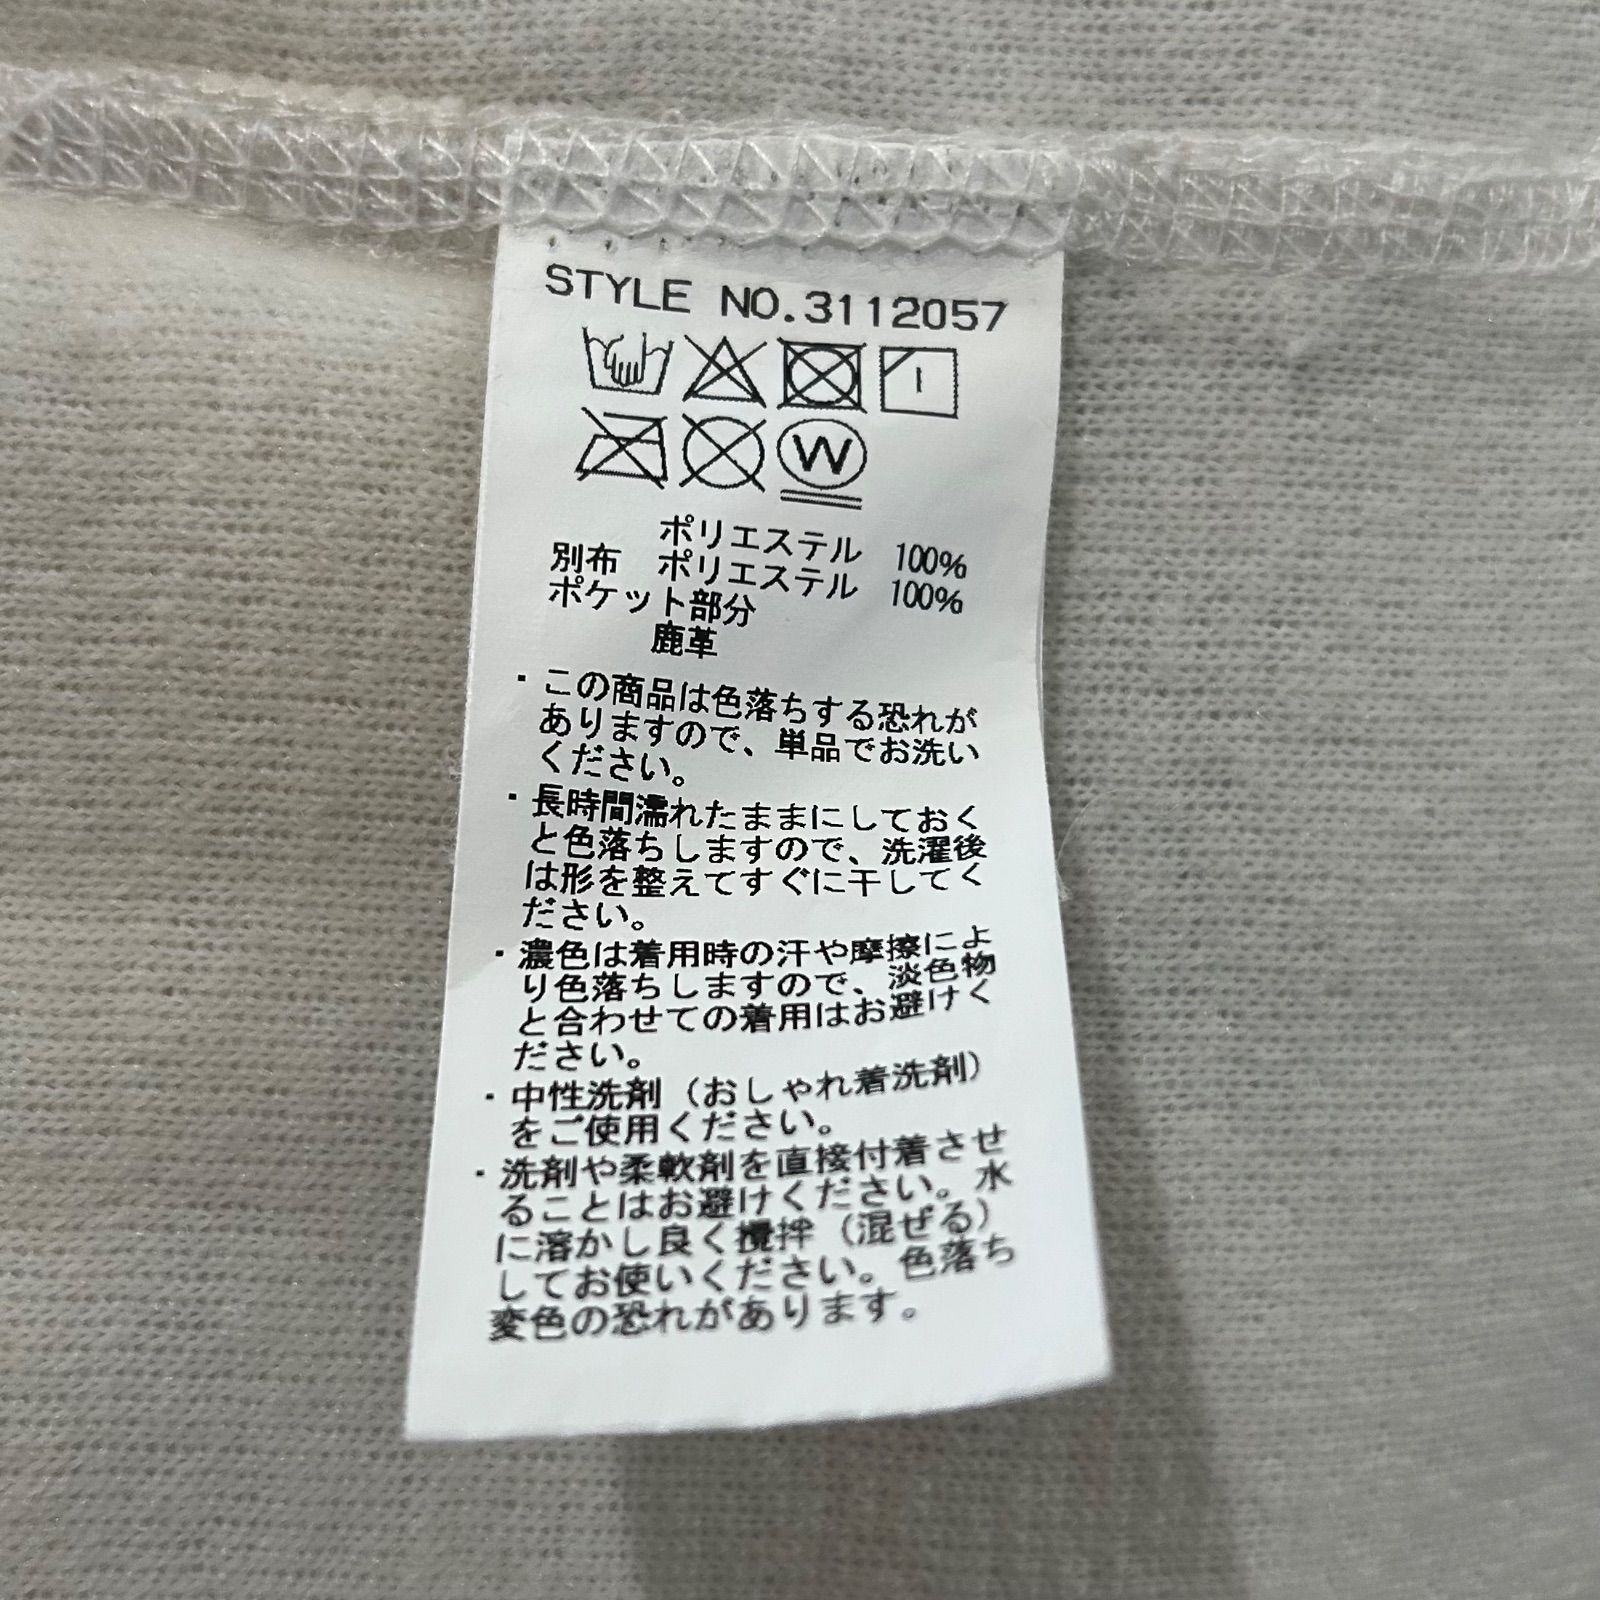 STYLE NO.3112057
W
ポリエステル 100%
別布 ポリエステル 100%
ポケット部分
鹿革
・この商品は色落ちする恐れが
ありますので、単品でお洗い
ください。
・長時間濡れたままにしておく
と色落ちしますので、洗濯後
は形を整えてすぐに干してく
ださい。
・濃色は着用時の汗や摩擦によ
り色落ちしますので、淡色物
と合わせての着用はお避けく
ださい。
・中性洗剤（おしゃれ着洗剤）
をご使用ください。
・洗剤や柔軟剤を直接付着させ
ることはお避けください。水
に溶かし良く攪拌（混ぜる）
してお使いください。色落ち
変色の恐れがあります。